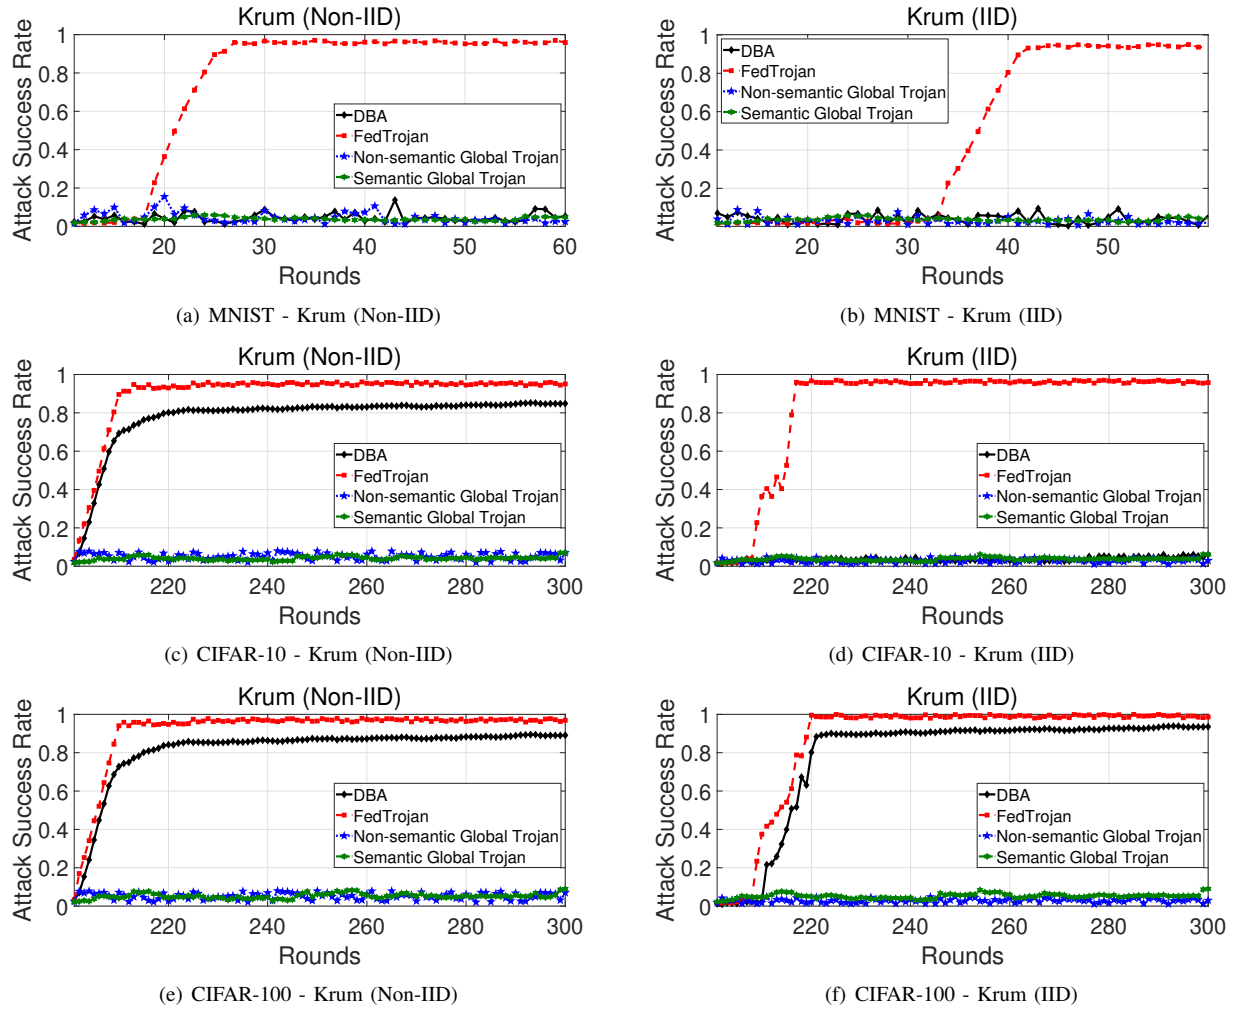 Krum (Non-IID)
Attack Success Rate
1
0.8
0.6
0.4
0.2
0
DBA
FedTrojan
Non-semantic Global Trojan
Semantic Global Trojan
20 30 40 50 60
Rounds
(a) MNIST - Krum (Non-IID)
Krum (IID)
Attack Success Rate
1
0.8
0.6
0.4
0.2
0
DBA
FedTrojan
Non-semantic Global Trojan
Semantic Global Trojan
20 30 40 50
Rounds
(b) MNIST - Krum (IID)
Krum (Non-IID)
Attack Success Rate
1
0.8
0.6
0.4
0.2
0
DBA
FedTrojan
Non-semantic Global Trojan
Semantic Global Trojan
220 240 260 280 300
Rounds
(c) CIFAR-10 - Krum (Non-IID)
Krum (IID)
Attack Success Rate
1
0.8
0.6
0.4
0.2
0
DBA
FedTrojan
Non-semantic Global Trojan
Semantic Global Trojan
220 240 260 280 300
Rounds
(d) CIFAR-10 - Krum (IID)
Krum (Non-IID)
Attack Success Rate
1
0.8
0.6
0.4
0.2
0
DBA
FedTrojan
Non-semantic Global Trojan
Semantic Global Trojan
220 240 260 280 300
Rounds
(e) CIFAR-100 - Krum (Non-IID)
Krum (IID)
Attack Success Rate
1
0.8
0.6
0.4
0.2
0
DBA
FedTrojan
Non-semantic Global Trojan
Semantic Global Trojan
220 240 260 280 300
Rounds
(f) CIFAR-100 - Krum (IID)